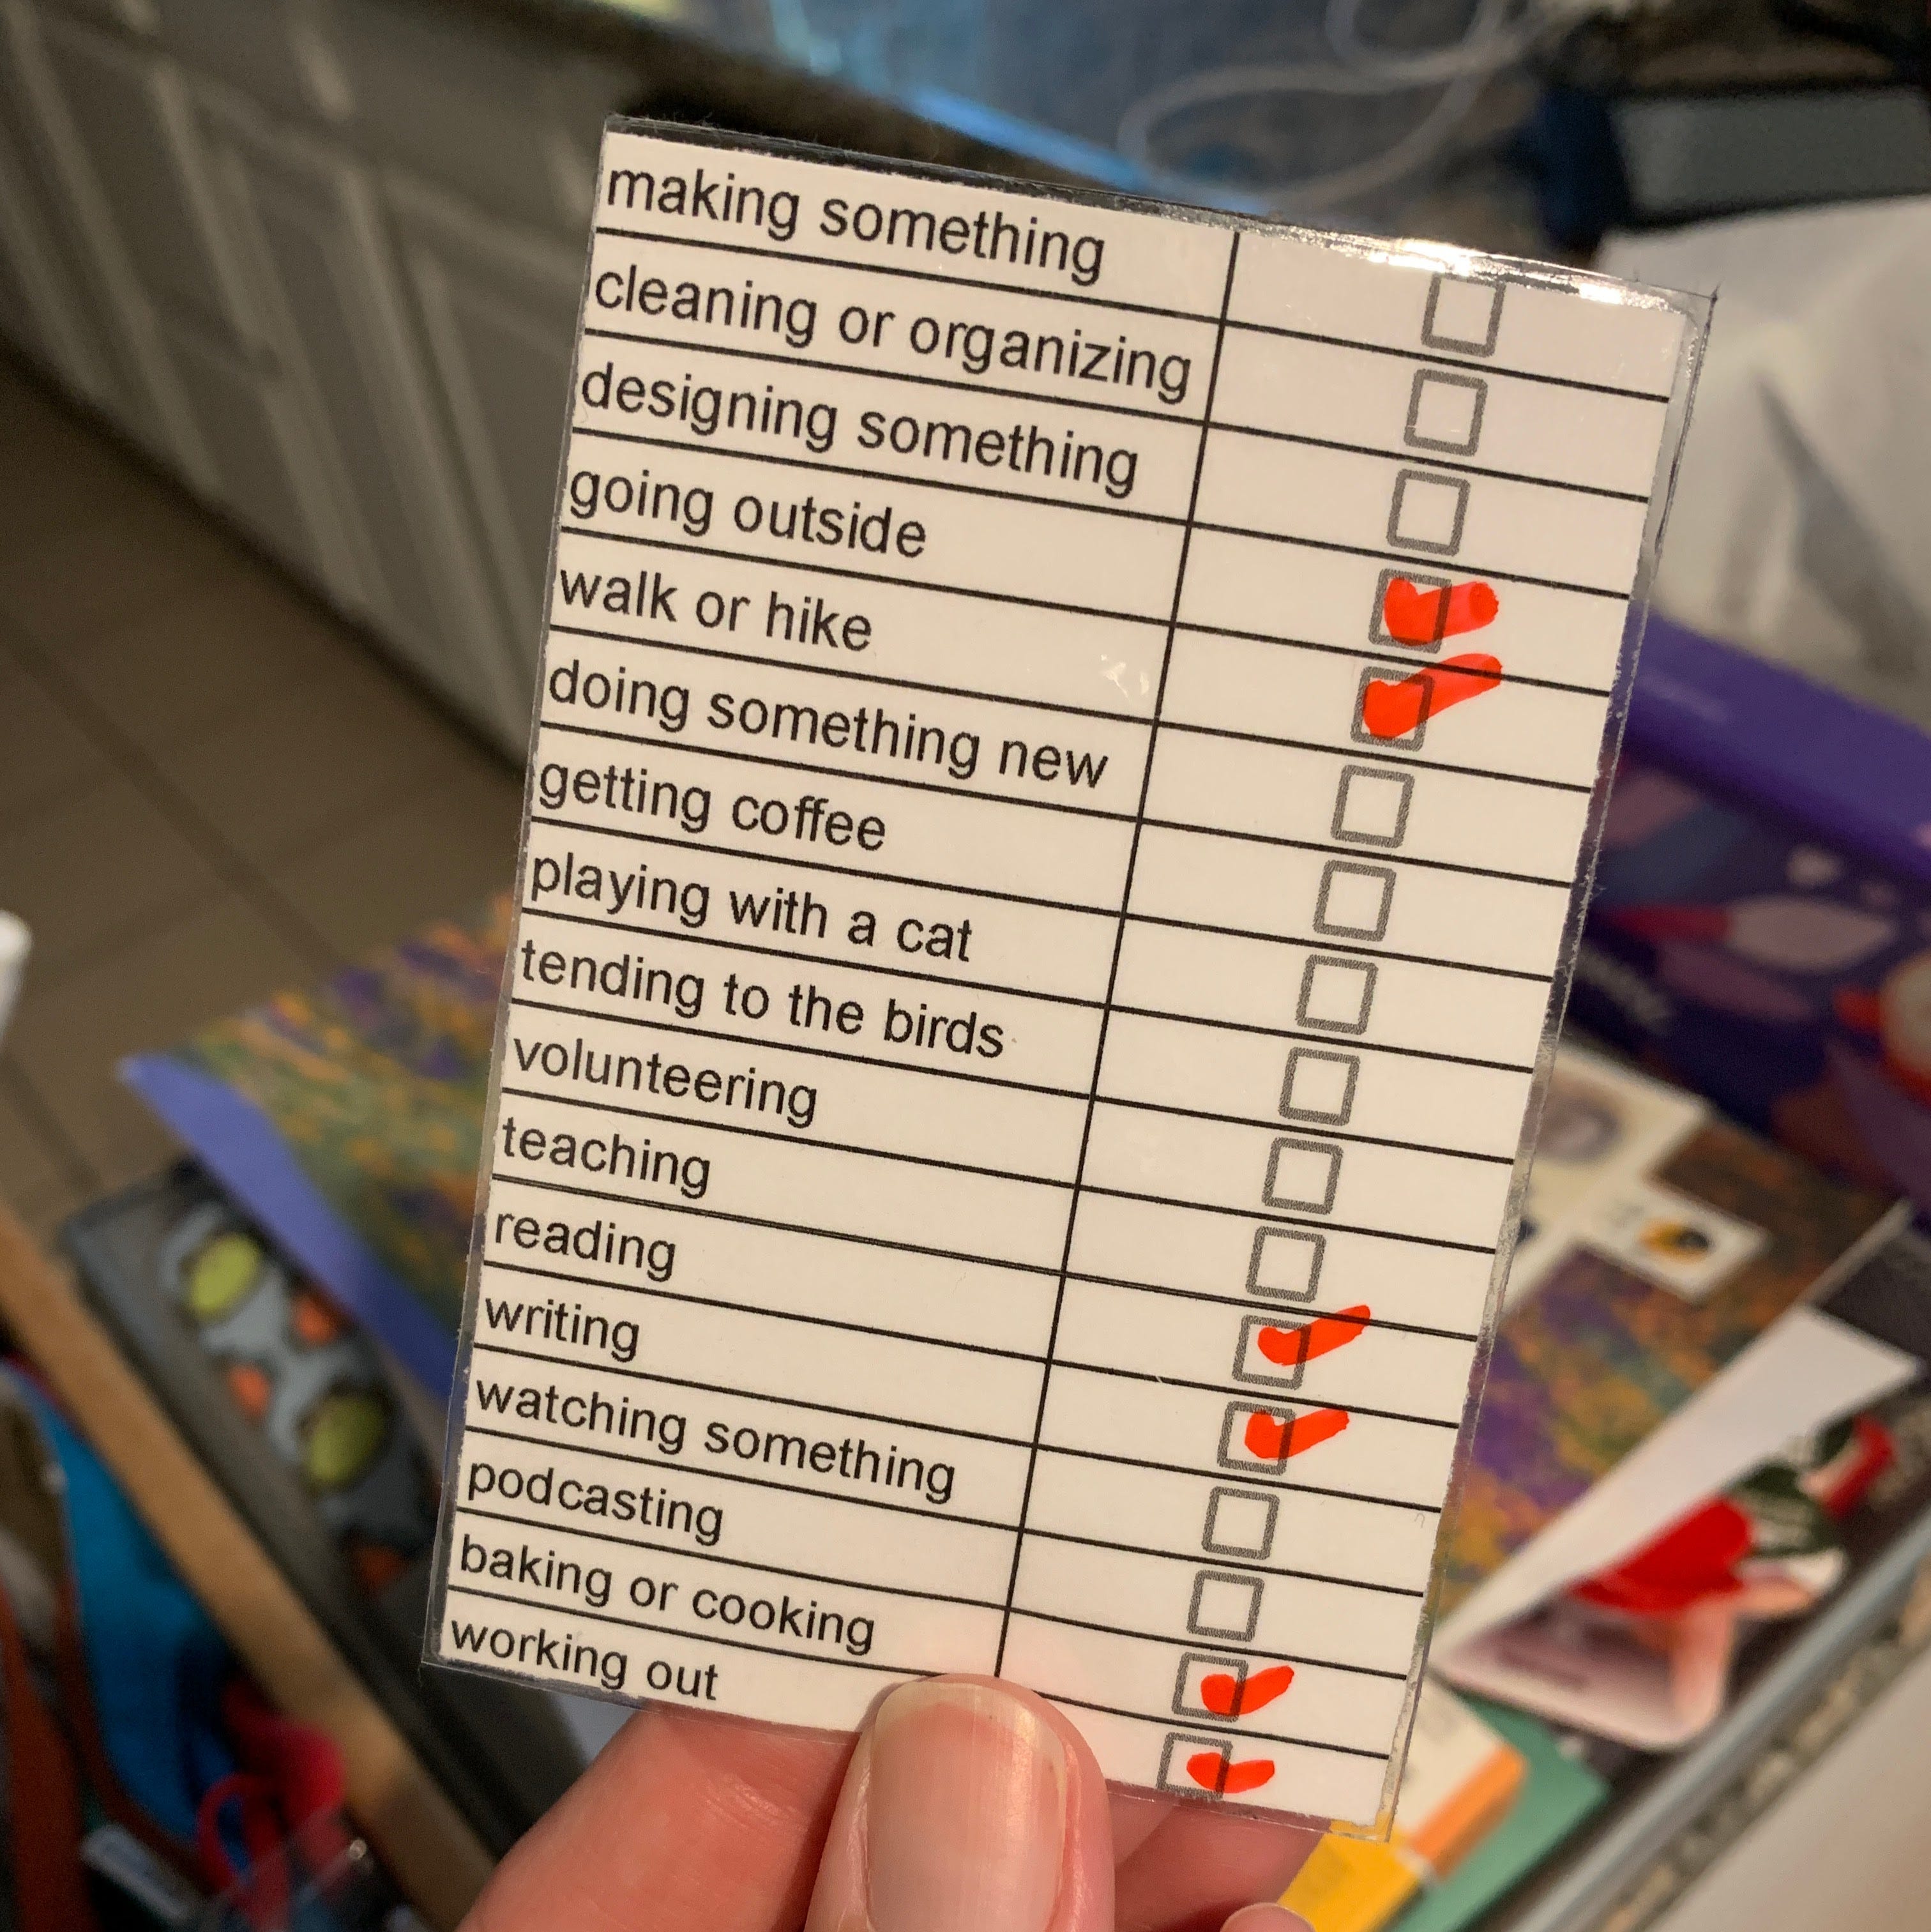 making something
cleaning or organizing
designing something
going outside
walk or hike
doing something new
getting coffee
playing with a cat
tending to the birds
volunteering
teaching
reading
writing
watching something
podcasting
baking or cooking
working out